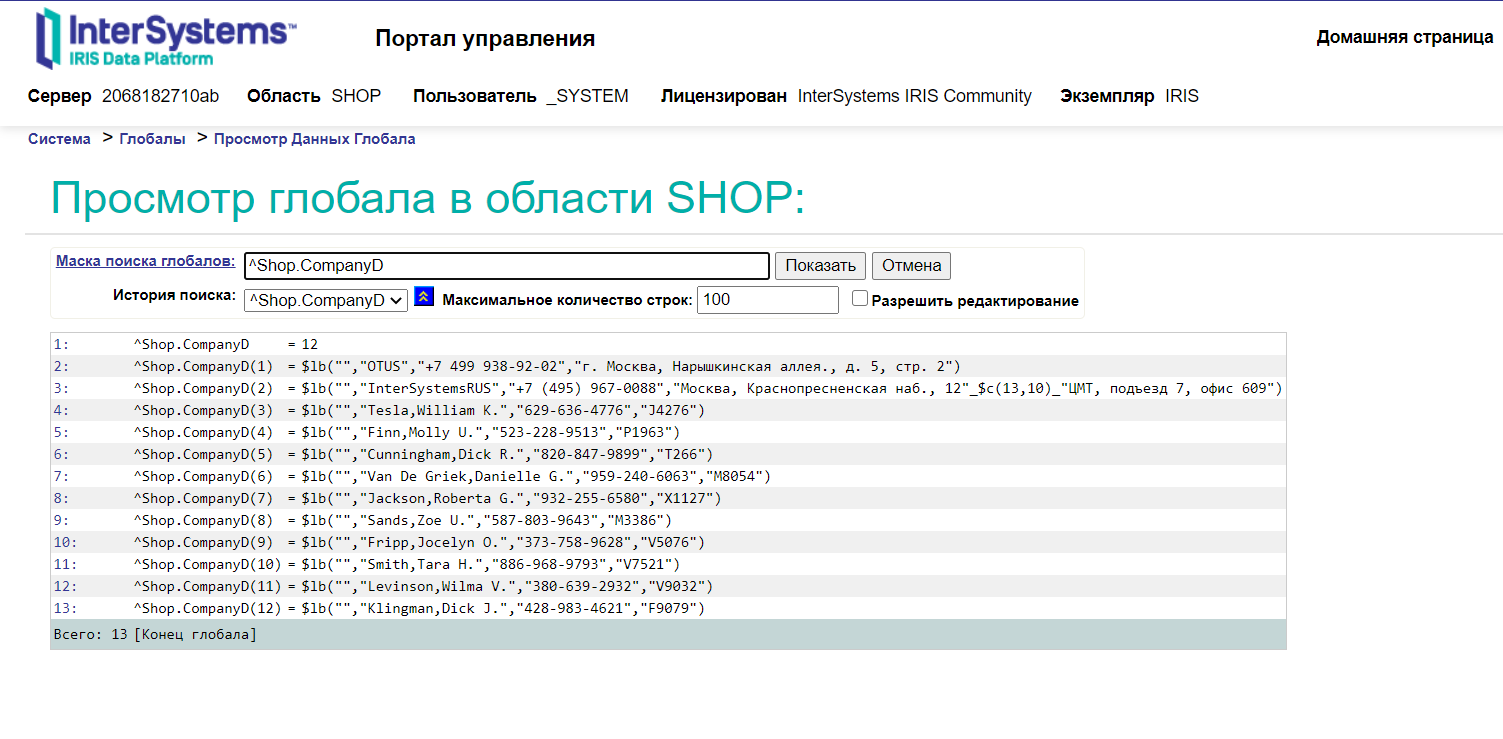 InterSystems™
IRIS Data Platform
Портал управления
Домашняя страница
Сервер 2068182710ab Область SHOP Пользователь _SYSTEM Лицензирован InterSystems IRIS Community Экземпляр IRIS
Система > Глобалы > Просмотр Данных Глобала
Просмотр глобала в области SHOP:
Маска поиска глобалов: ^Shop.CompanyD Показать Отмена
История поиска: ^Shop.CompanyD Максимальное количество строк: 100 Разрешить редактирование
1: ^Shop.CompanyD = 12
2: ^Shop.CompanyD(1) = $lb("","OTUS","+7 499 938-92-02","г. Москва, Нарышкинская аллея., д. 5, стр. 2")
3: ^Shop.CompanyD(2) = $lb("","InterSystemsRUS","+7 (495) 967-0088","Москва, Краснопресненская наб., 12"_$c(13,10)_"ЦМТ, подъезд 7, офис 609")
4: ^Shop.CompanyD(3) = $lb("","Tesla,William K.","629-636-4776","J4276")
5: ^Shop.CompanyD(4) = $lb("","Finn,Molly U.","523-228-9513","P1963")
6: ^Shop.CompanyD(5) = $lb("","Cunningham,Dick R.","820-847-9899","T266")
7: ^Shop.CompanyD(6) = $lb("","Van De Griek,Danielle G.","959-240-6063","M8054")
8: ^Shop.CompanyD(7) = $lb("","Jackson,Roberta G.","932-255-6580","X1127")
9: ^Shop.CompanyD(8) = $lb("","Sands,Zoe U.","587-803-9643","M3386")
10: ^Shop.CompanyD(9) = $lb("","Fripp,Jocelyn O.","373-758-9628","V5076")
11: ^Shop.CompanyD(10) = $lb("","Smith,Tara H.","886-968-9793","V7521")
12: ^Shop.CompanyD(11) = $lb("","Levinson,Wilma V.","380-639-2932","V9032")
13: ^Shop.CompanyD(12) = $lb("","Klingman,Dick J.","428-983-4621","F9079")
Всего: 13 [Конец глобала]